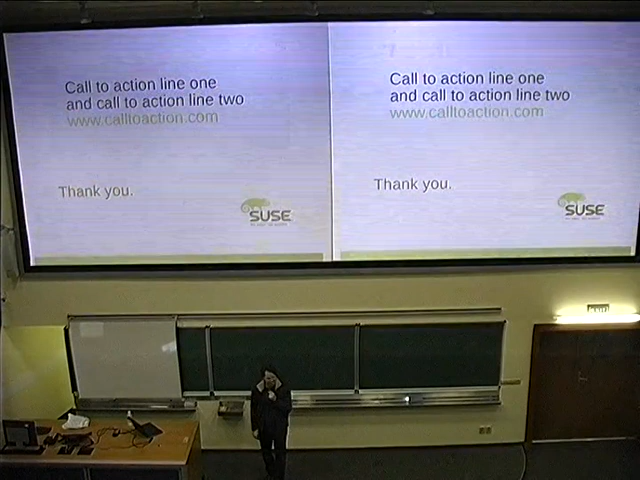 Call to action line one
and call to action line two
www.calltoaction.com
Thank you.
SUSE
Call to action line one
and call to action line two
www.calltoaction.com
Thank you.
SUSE